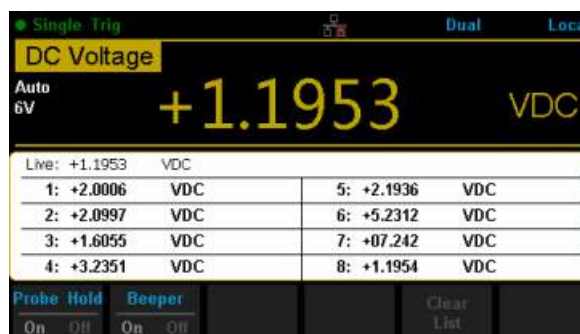 Single Trig Dual Loca
DC Voltage
Auto
6V
+1.1953 VDC
Live: +1.1953 VDC
1: +2.0006 VDC 5: +2.1936 VDC
2: +2.0997 VDC 6: +5.2312 VDC
3: +1.6055 VDC 7: +07.242 VDC
4: +3.2351 VDC 8: +1.1954 VDC
Probe Hold Beeper Clear
On Off On Off List